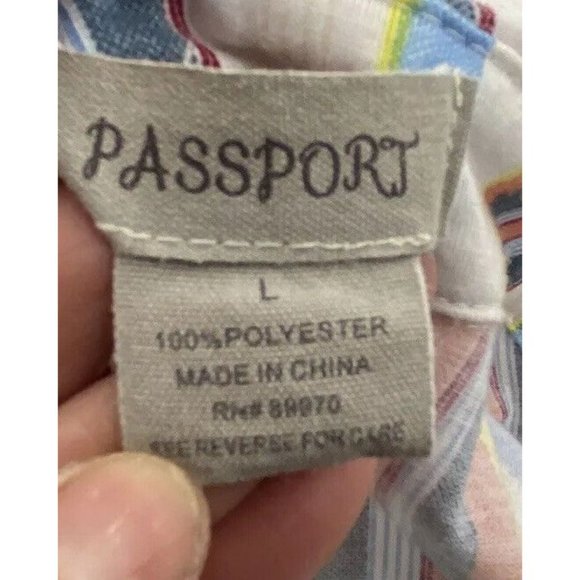 PASSPORT
L
100%POLYESTER
MADE IN CHINA
RN# 89970
SEE REVERSE FOR CARE